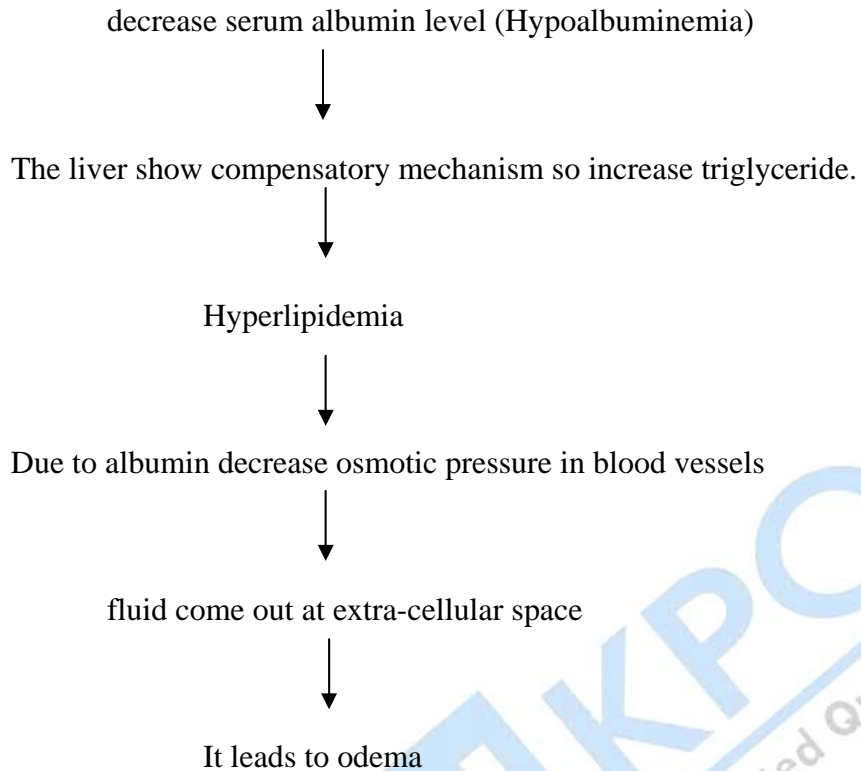 decrease serum albumin level (Hypoalbuminemia)
The liver show compensatory mechanism so increase triglyceride.
Hyperlipidemia
Due to albumin decrease osmotic pressure in blood vessels
fluid come out at extra-cellular space
It leads to odema
KPO